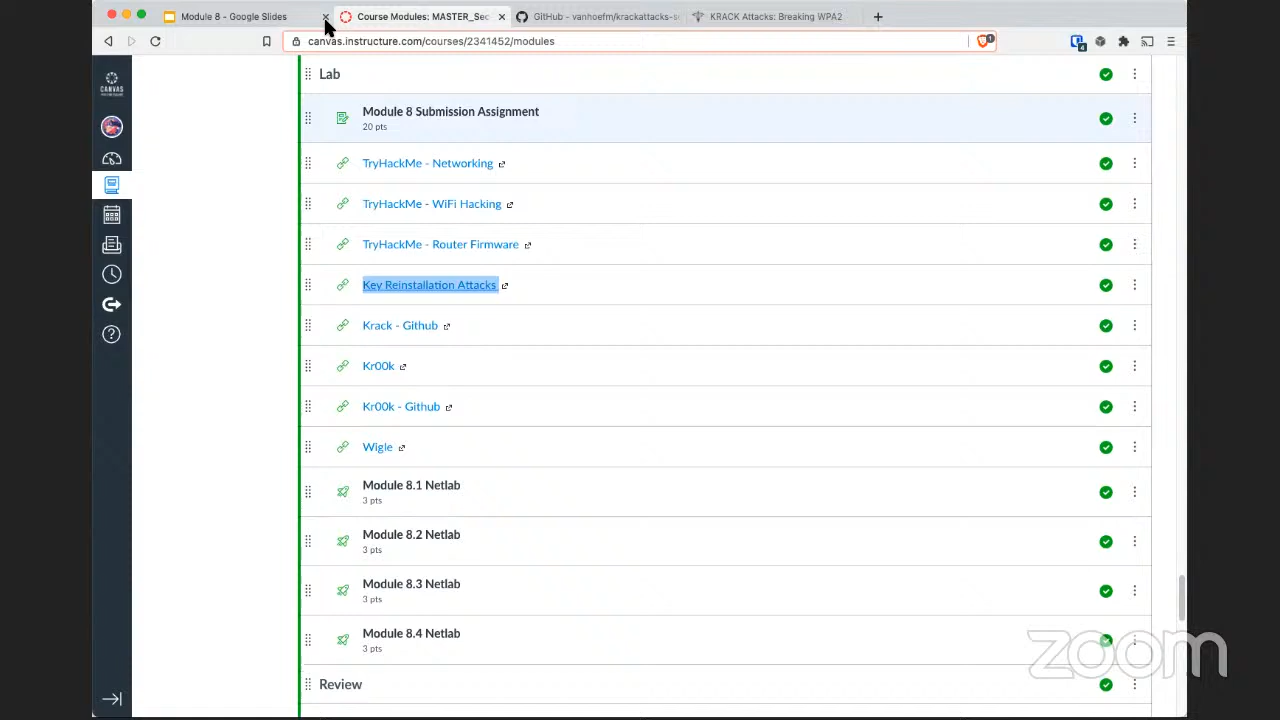 Module 8 - Google Slides
Course Modules: MASTER_Sec
GitHub - vanhoefm/krackattacks-s
KRACK Attacks: Breaking WPA2
canvas.instructure.com/courses/2341452/modules
CANVAS
Lab
Module 8 Submission Assignment
20 pts
TryHackMe - Networking
TryHackMe - WiFi Hacking
TryHackMe - Router Firmware
Key Reinstallation Attacks
Krack - Github
Kr00k
Kr00k - Github
Wigle
Module 8.1 Netlab
3 pts
Module 8.2 Netlab
3 pts
Module 8.3 Netlab
3 pts
Module 8.4 Netlab
3 pts
Review
zoom